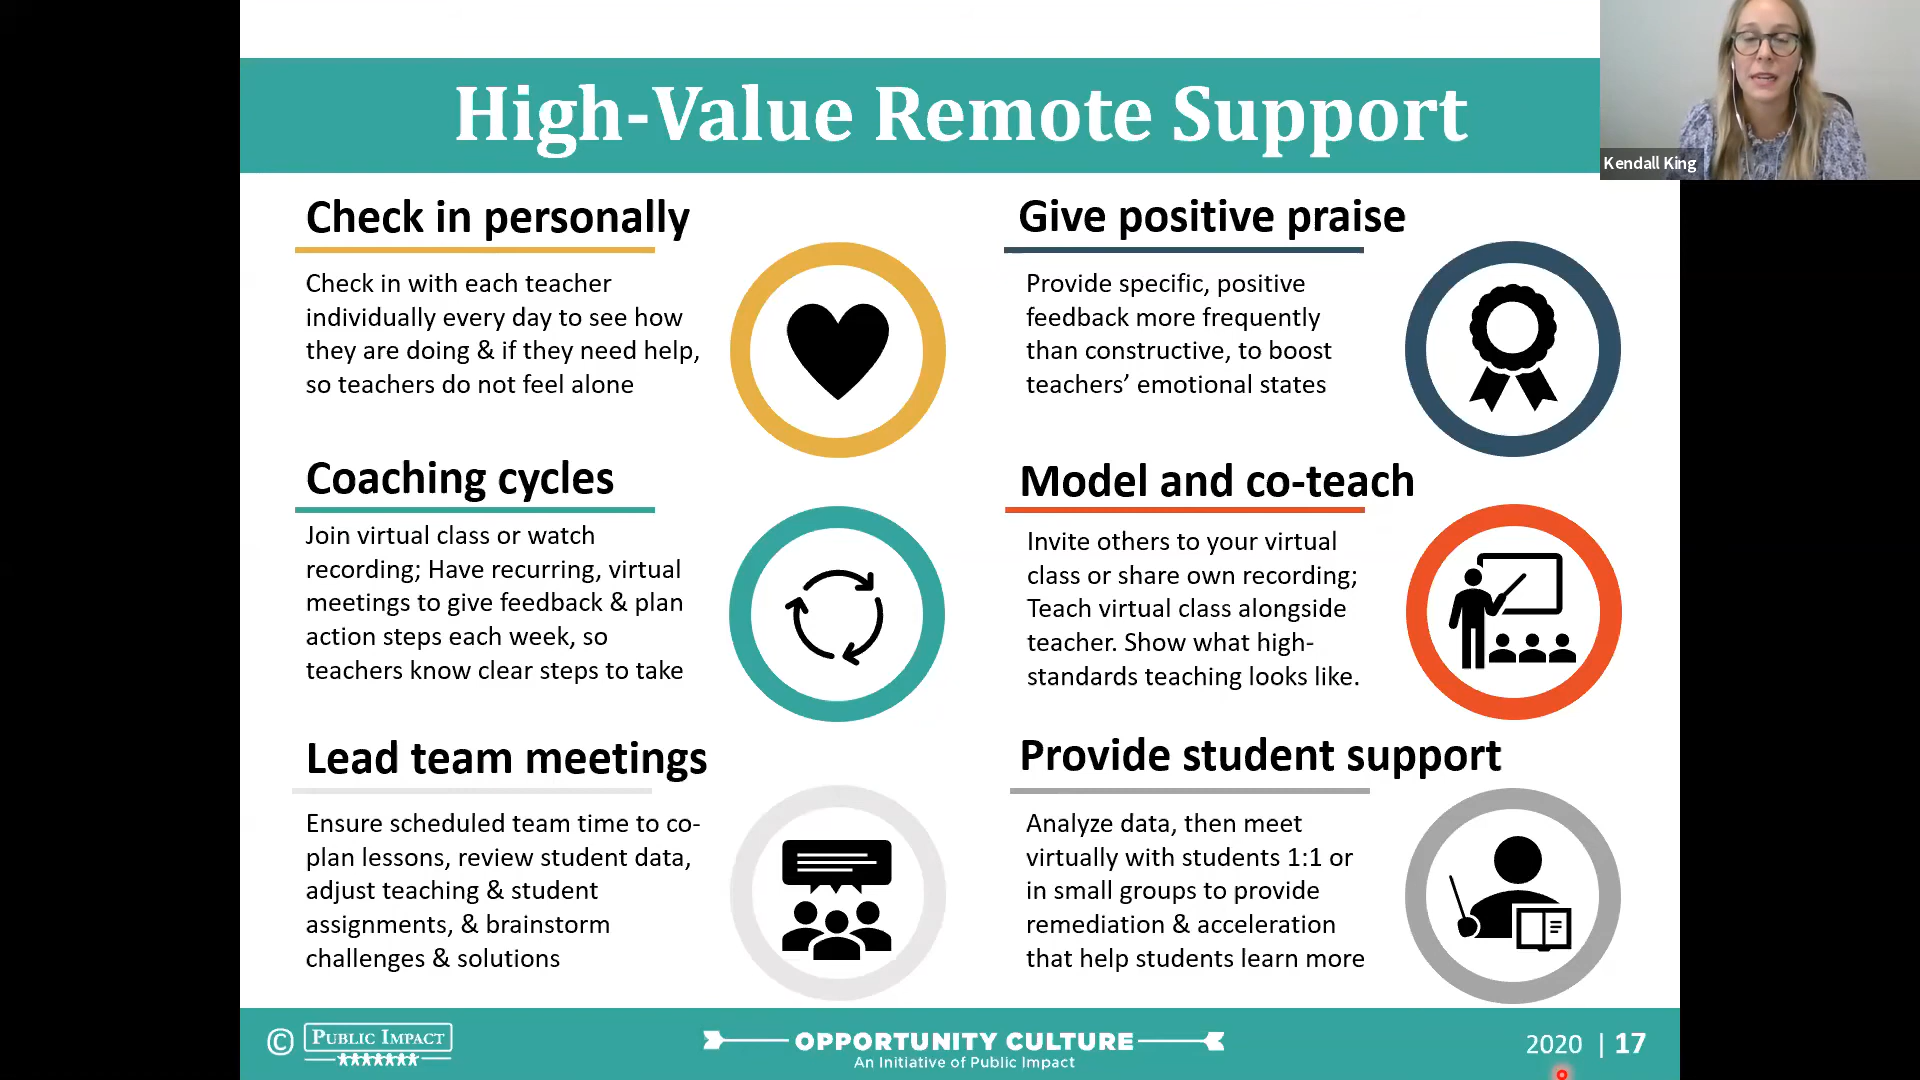 High-Value Remote Support
Kendall King
Check in personally
Check in with each teacher
individually every day to see how
they are doing & if they need help,
so teachers do not feel alone
Give positive praise
Provide specific, positive
feedback more frequently
than constructive, to boost
teachers’ emotional states
Coaching cycles
Join virtual class or watch
recording; Have recurring, virtual
meetings to give feedback & plan
action steps each week, so
teachers know clear steps to take
Model and co-teach
Invite others to your virtual
class or share own recording;
Teach virtual class alongside
teacher. Show what high-
standards teaching looks like.
Lead team meetings
Ensure scheduled team time to co-
plan lessons, review student data,
adjust teaching & student
assignments, & brainstorm
challenges & solutions
Provide student support
Analyze data, then meet
virtually with students 1:1 or
in small groups to provide
remediation & acceleration
that help students learn more
© PUBLIC IMPACT
OPPORTUNITY CULTURE
An Initiative of Public Impact
2020 | 17